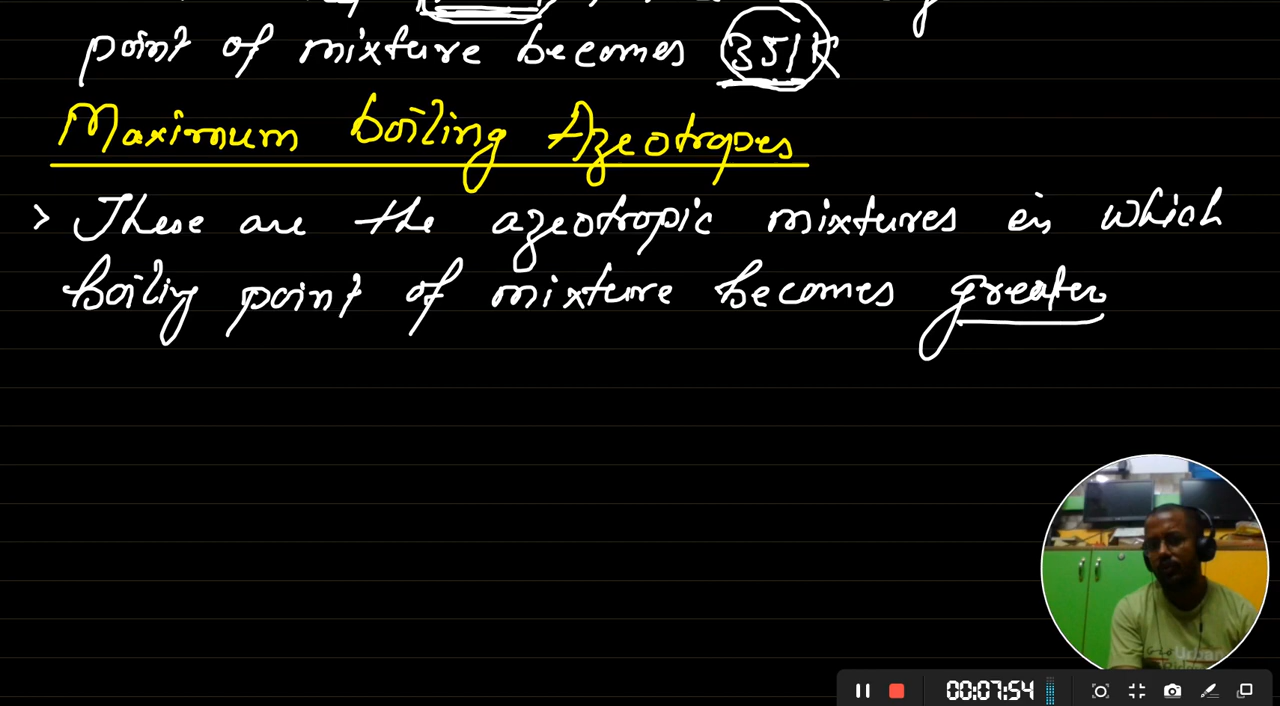 point of mixture becomes 351K
Maximum boiling Azeotropes
> These are the azeotropic mixtures in which
boiling point of mixture becomes greater
Urban
00:07:54